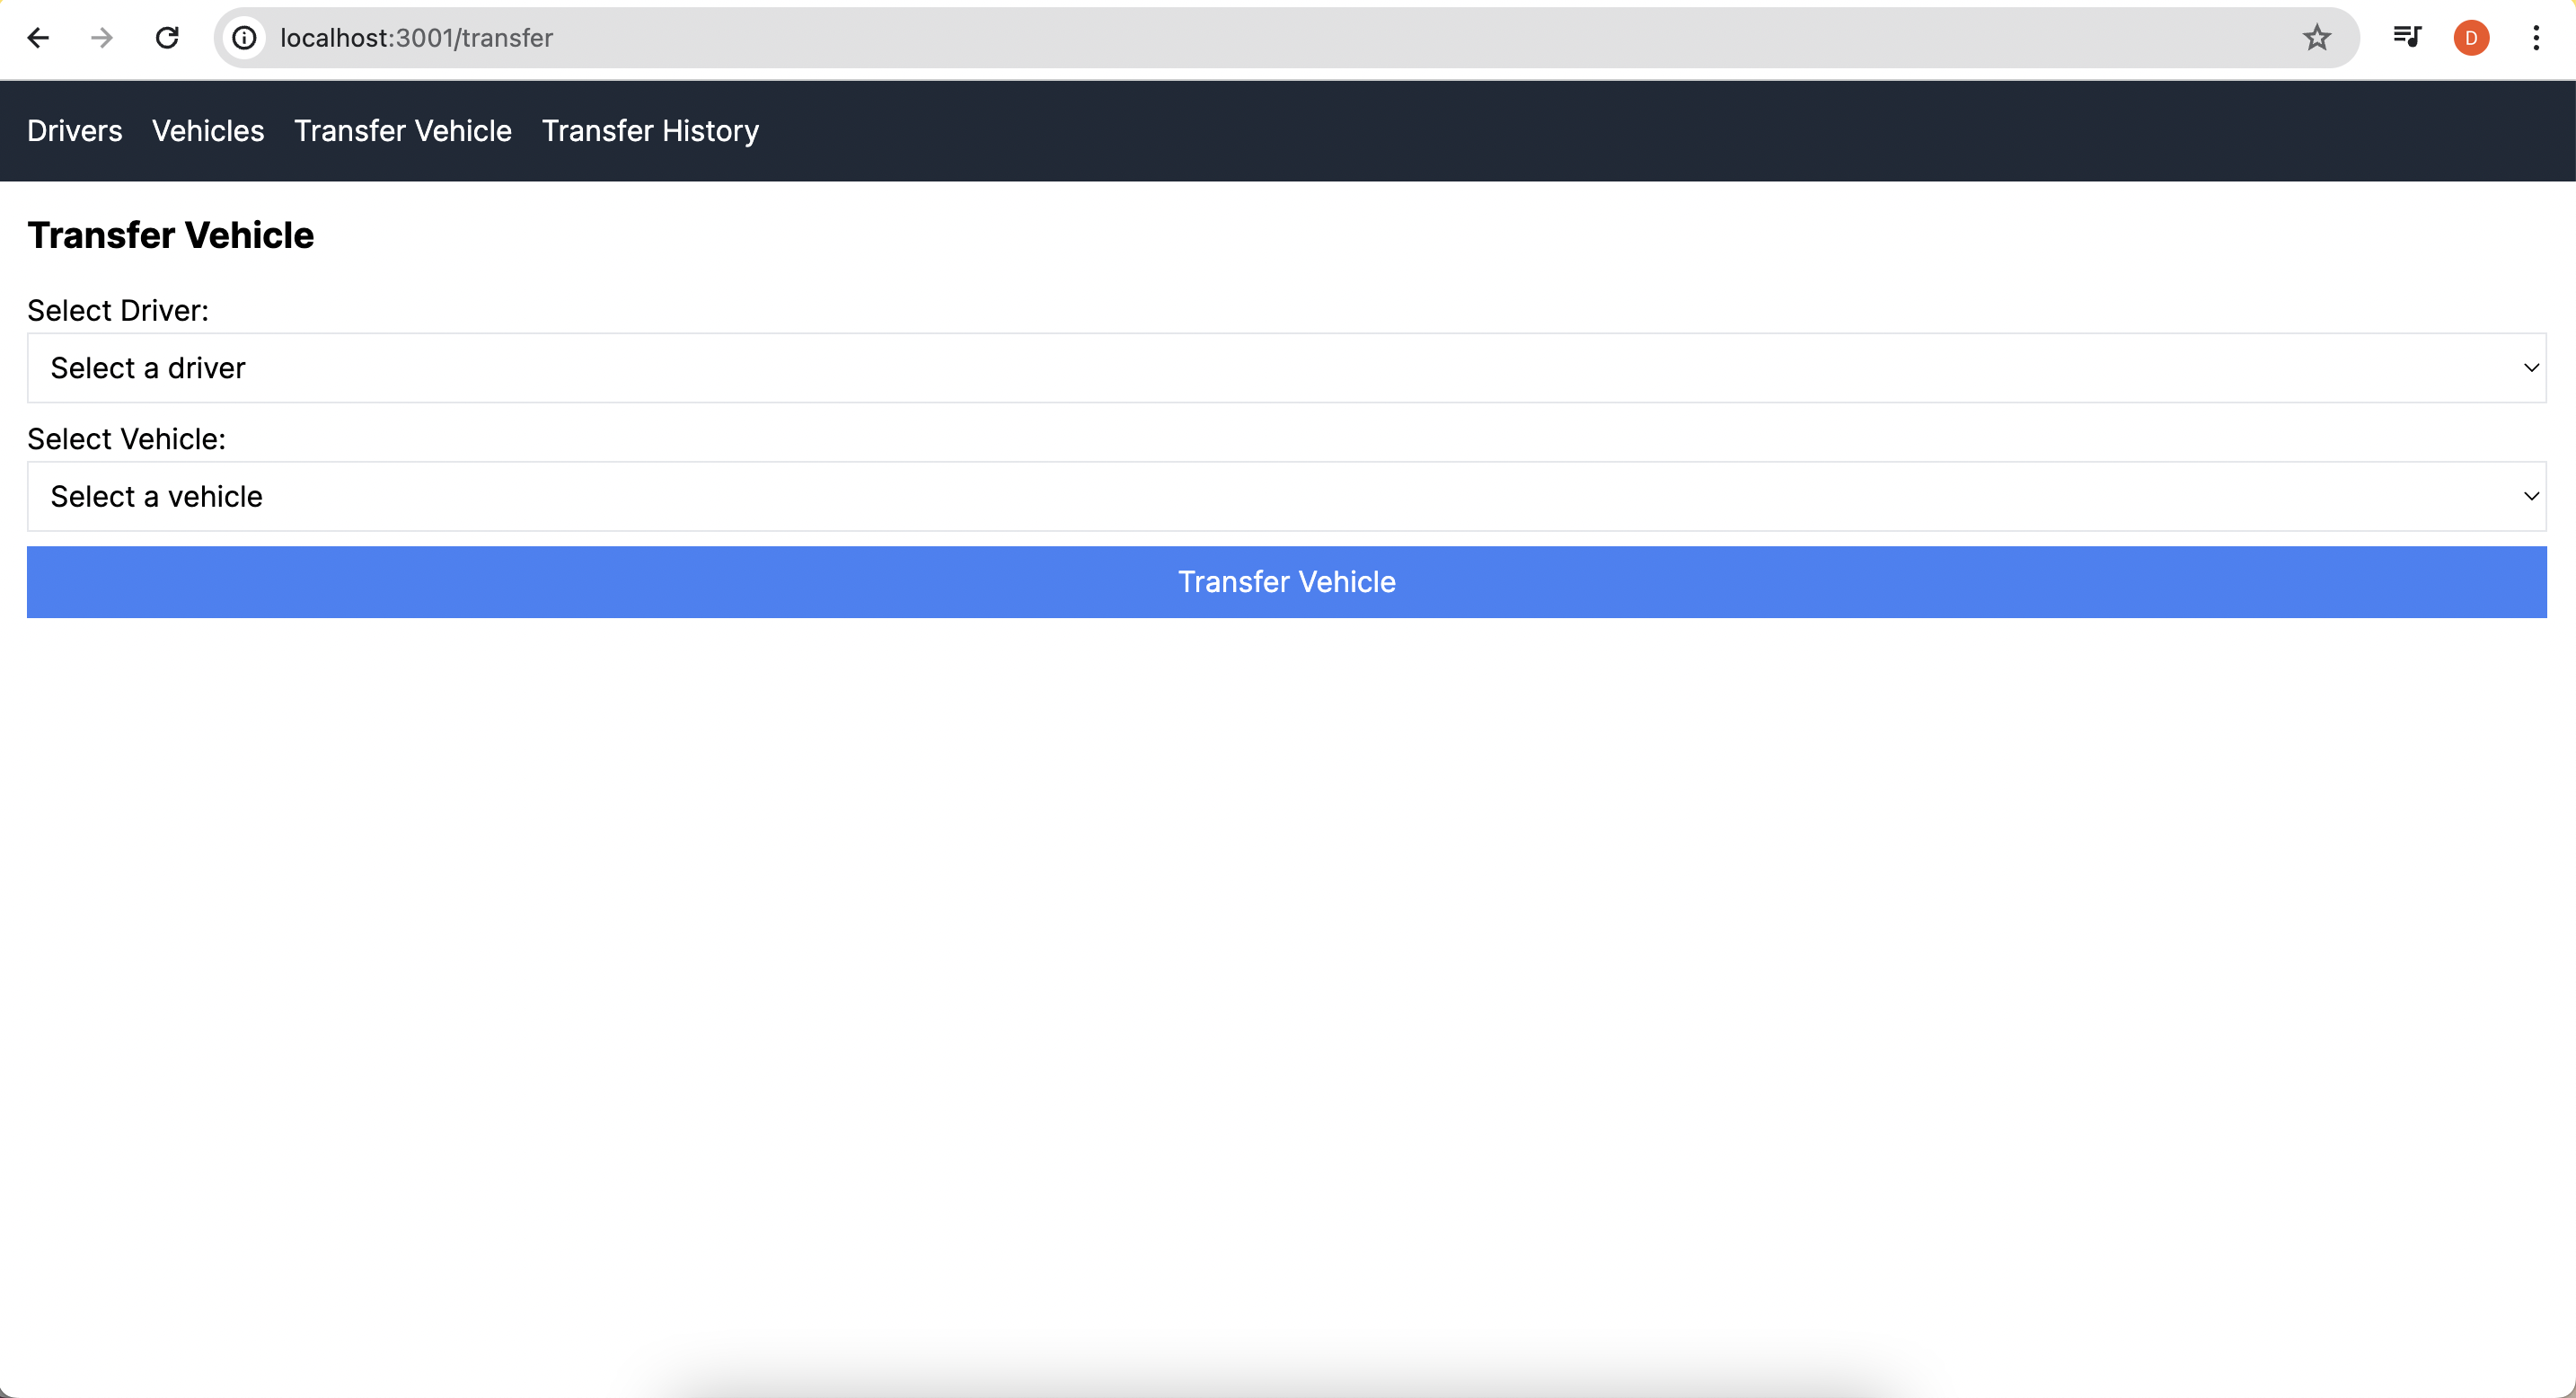 localhost:3001/transfer
D
Drivers Vehicles Transfer Vehicle Transfer History
Transfer Vehicle
Select Driver:
Select a driver
Select Vehicle:
Select a vehicle
Transfer Vehicle